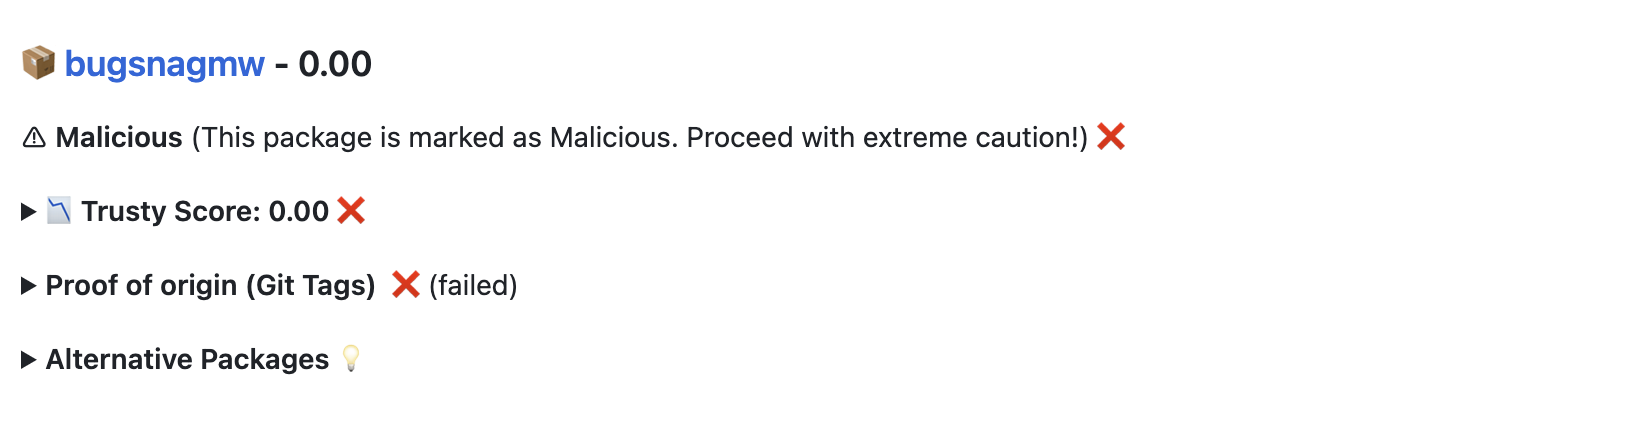 📦 bugsnagmw - 0.00
⚠ Malicious (This package is marked as Malicious. Proceed with extreme caution!) ❌
▶ 📉 Trusty Score: 0.00 ❌
▶ Proof of origin (Git Tags) ❌ (failed)
▶ Alternative Packages 💡